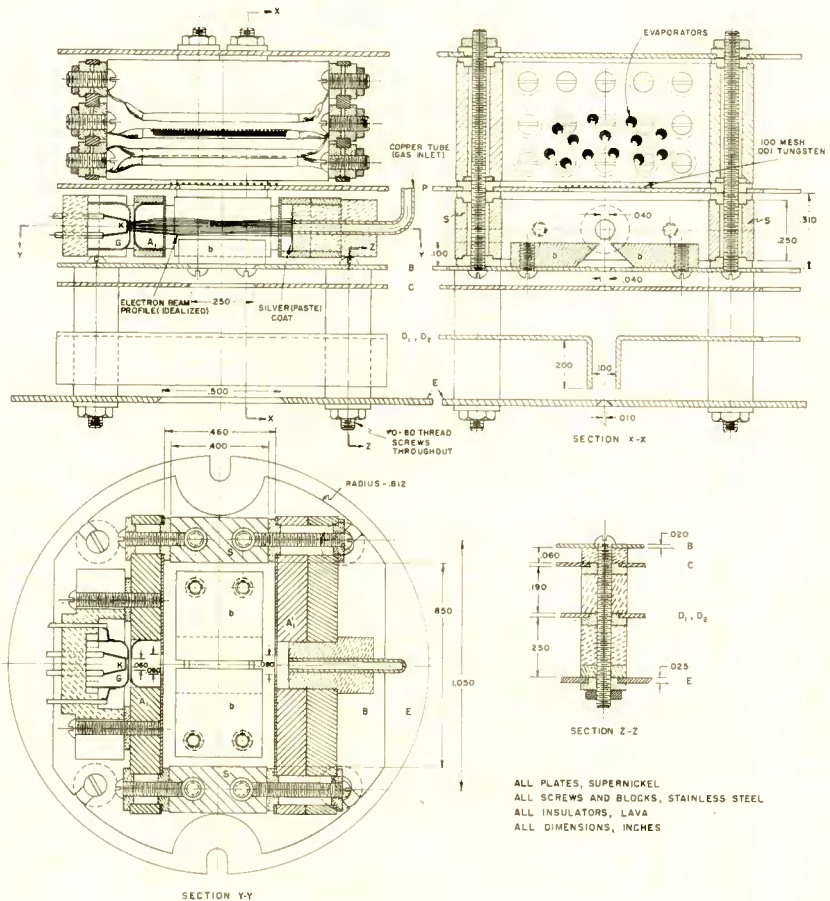 X
EVAPORATORS
COPPER TUBE
(GAS INLET)
100 MESH
.001 TUNGSTEN
P
S
S
.040
.310
.250
K
G
A₁
b
Y
Y
Z
.100
b
b
B
C
.040
ELECTRON BEAM
PROFILE (IDEALIZED)
.250
SILVER (PASTE)
COAT
D₁, D₂
.200
.100
.500
E
X
.010
.460
.400
#0-80 THREAD
SCREWS
THROUGHOUT
Z
SECTION X-X
RADIUS-.812
S
b
A₁
K
G
.060
.080
.080
A₁
b
B
E
S
.850
1.050
.020
B
.060
C
.190
D₁, D₂
.250
.025
E
SECTION Z-Z
ALL PLATES, SUPERNICKEL
ALL SCREWS AND BLOCKS, STAINLESS STEEL
ALL INSULATORS, LAVA
ALL DIMENSIONS, INCHES
SECTION Y-Y